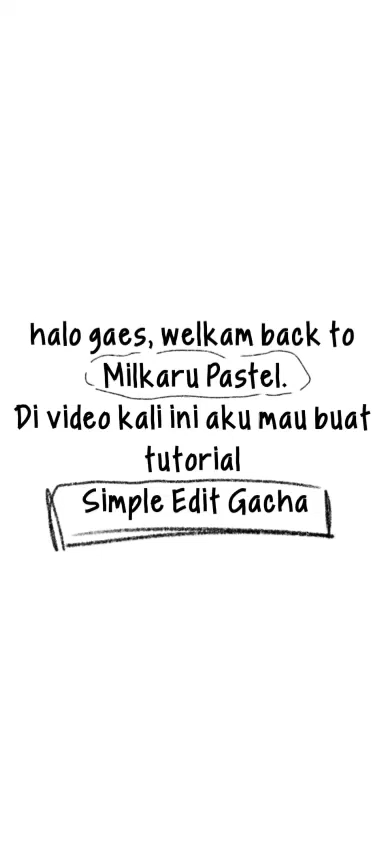 halo gaes, welkam back to
Milkaru Pastel.
Di video kali ini aku mau buat
tutorial
Simple Edit Gacha